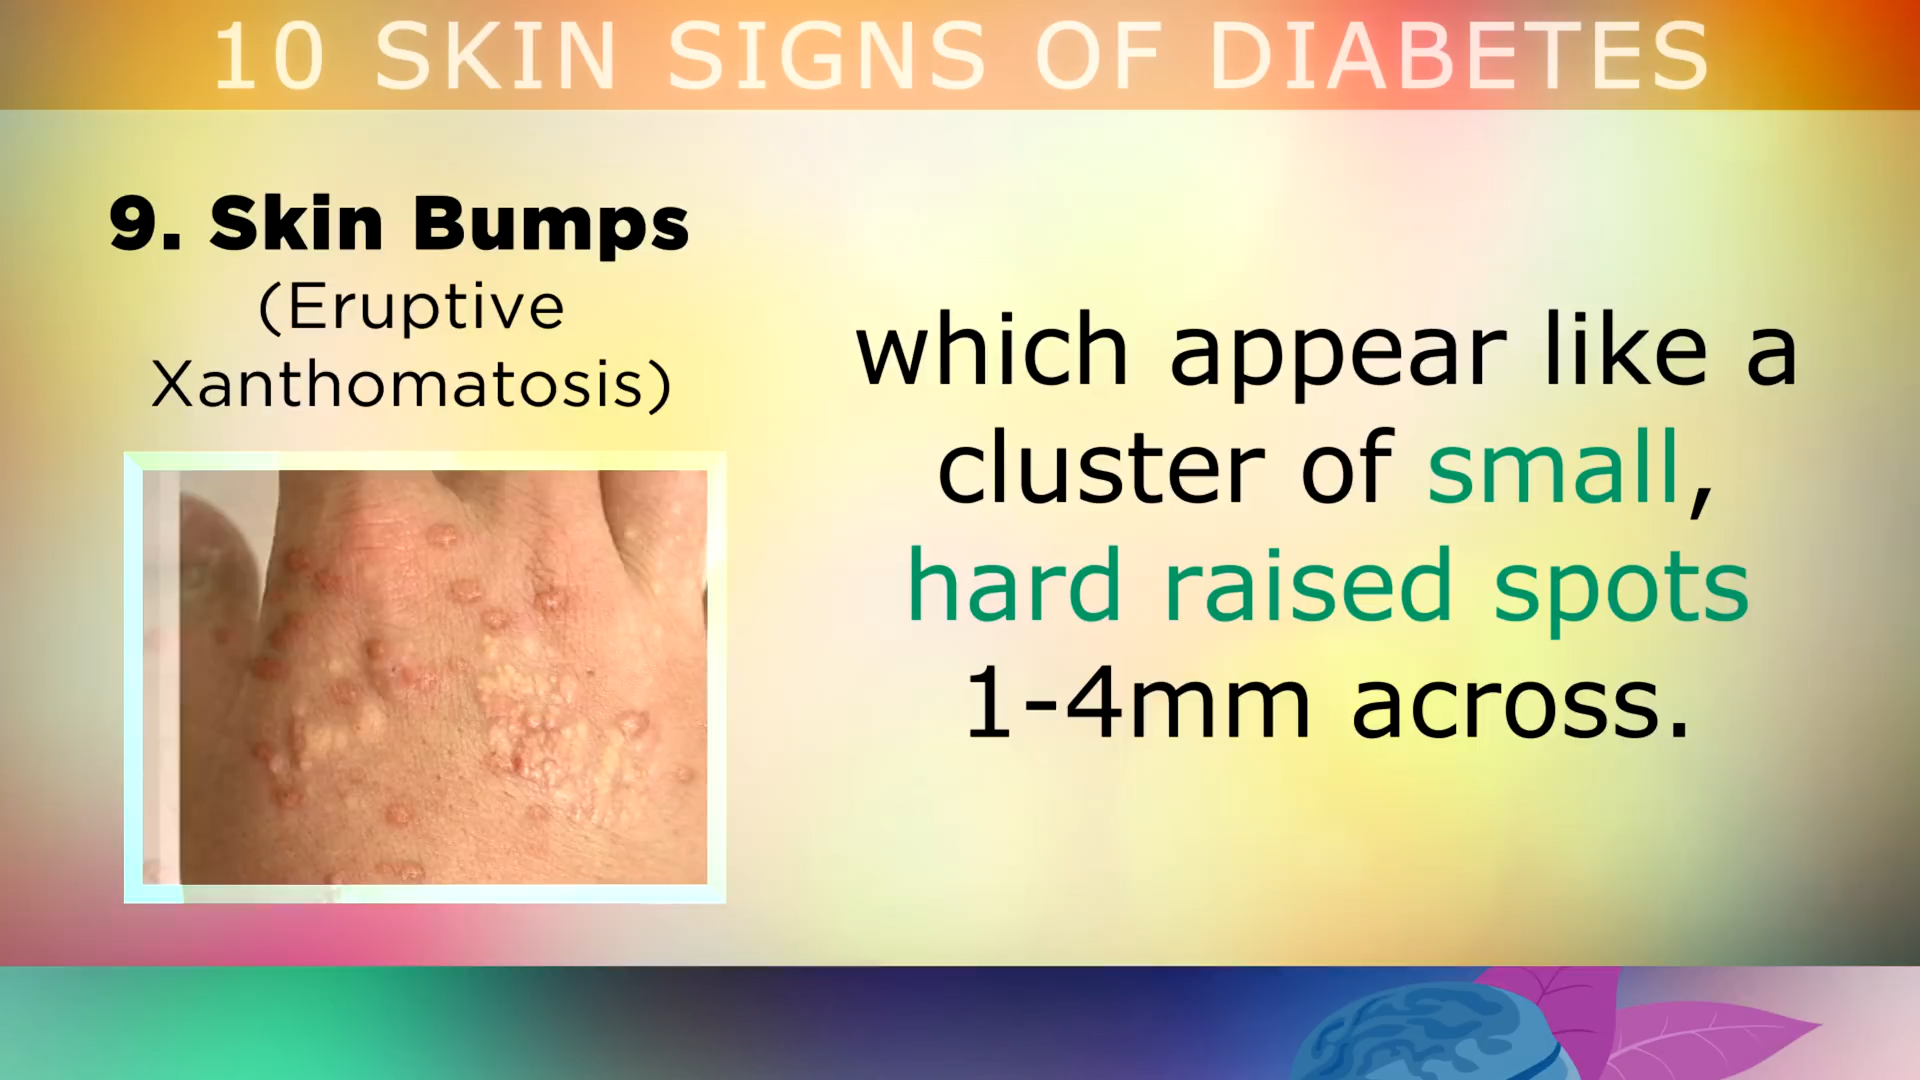 10 SKIN SIGNS OF DIABETES
9. Skin Bumps
(Eruptive
Xanthomatosis)
which appear like a
cluster of small,
hard raised spots
1-4mm across.